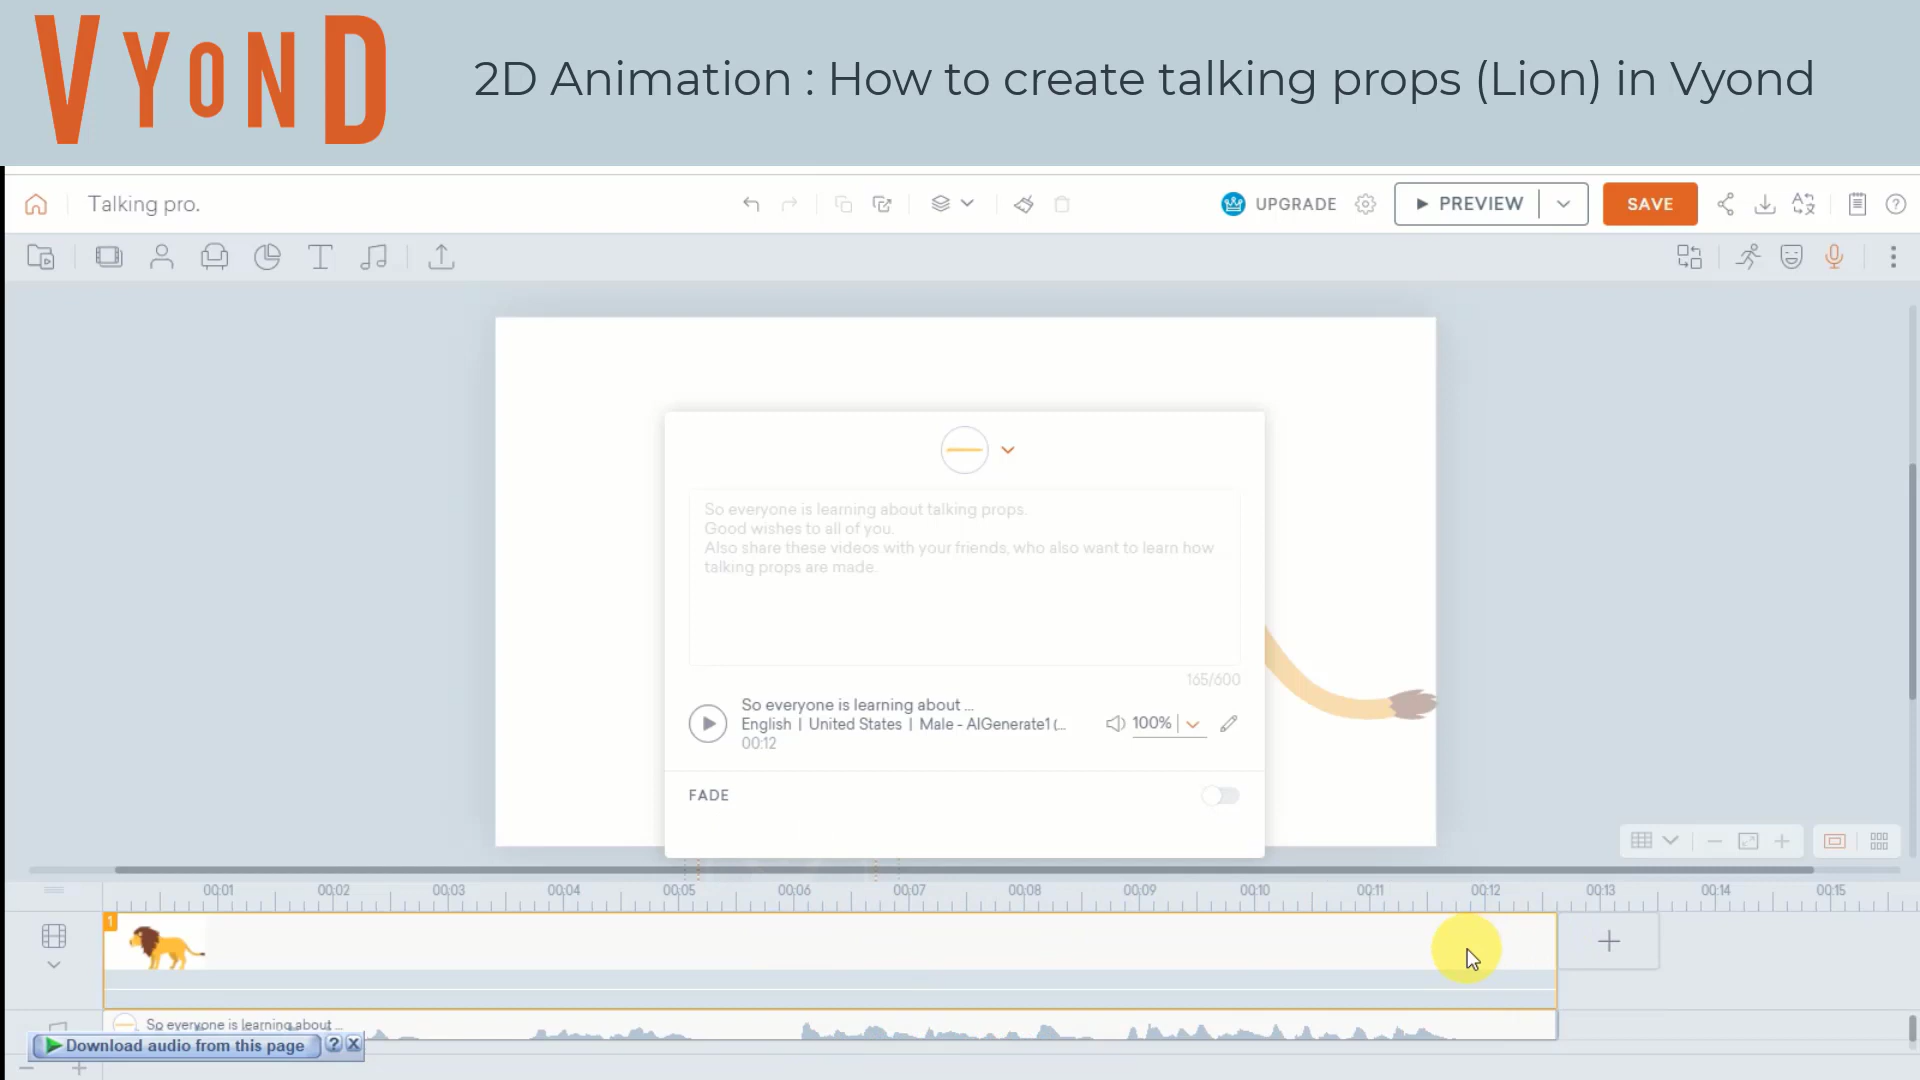 VYOND
2D Animation : How to create talking props (Lion) in Vyond
Talking pro.
UPGRADE
PREVIEW
SAVE
So everyone is learning about talking props.
Good wishes to all of you.
Also share these videos with your friends, who also want to learn how
talking props are made.
165/600
So everyone is learning about ...
English | United States | Male - AIGenerate1 (...
00:12
100%
FADE
00:01 00:02 00:03 00:04 00:05 00:06 00:07 00:08 00:09 00:10 00:11 00:12 00:13 00:14 00:15
1
So everyone is learning about ...
Download audio from this page